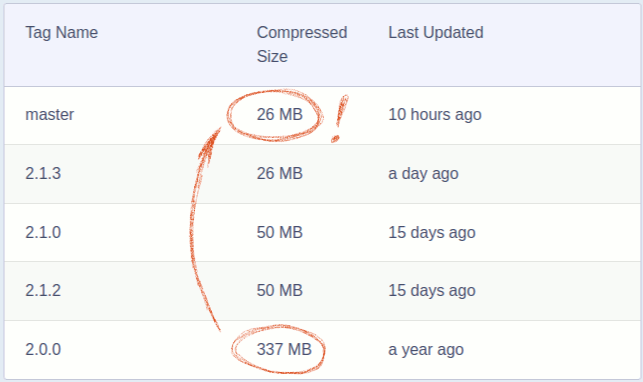 Tag Name Compressed Size Last Updated
master 26 MB ! 10 hours ago
2.1.3 26 MB a day ago
2.1.0 50 MB 15 days ago
2.1.2 50 MB 15 days ago
2.0.0 337 MB a year ago